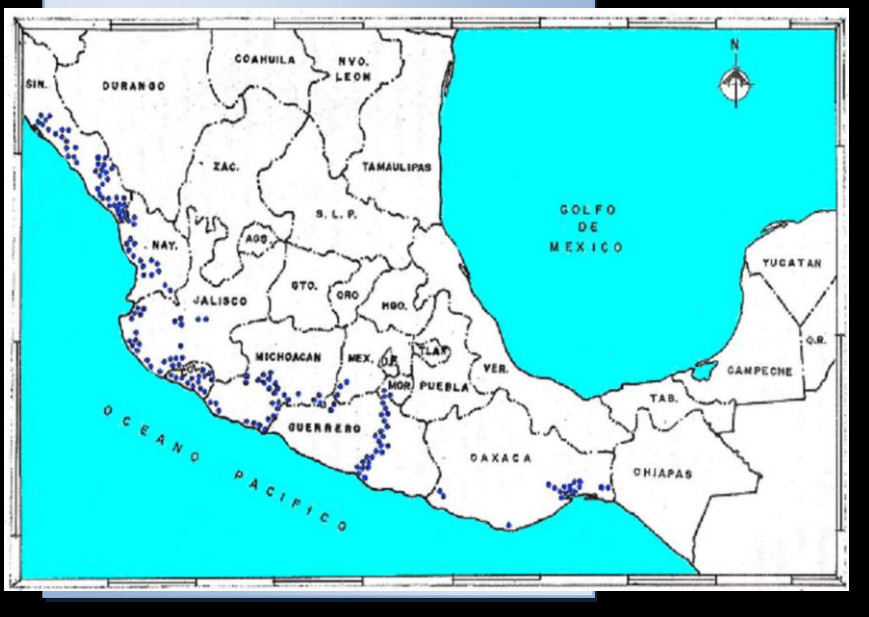 COAHUILA
NVO.
LEON
N
SIN.
DURANGO
ZAC.
TAMAULIPAS
S. L. P.
GOLFO
DE
MEXICO
NAY.
AGS
YUCATAN
GTO.
QRO
HGO.
JALISCO
Q.R.
MICHOACAN
MEX.
D.F.
TLAX
VER.
CAMPECHE
MOR
PUEBLA
TAB.
GUERRERO
OAXACA
CHIAPAS
OCEANO PACIFICO